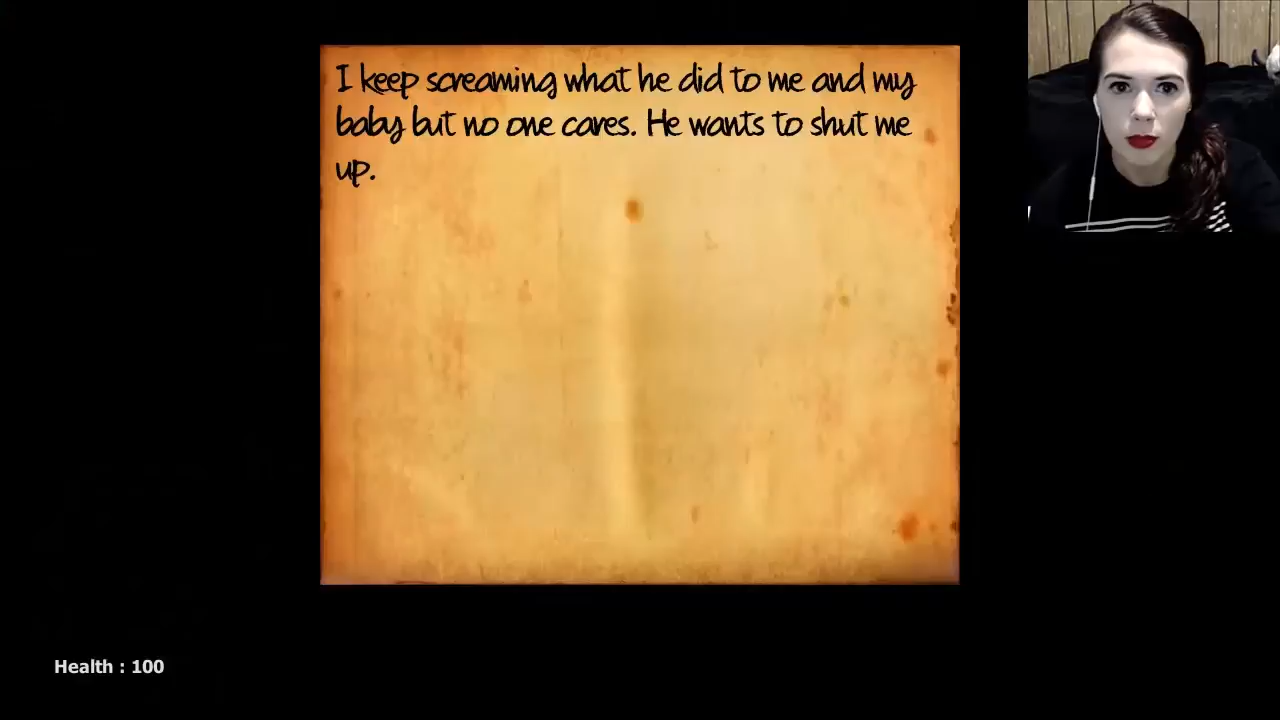 I keep screaming what he did to me and my
baby but no one cares. He wants to shut me
up.
Health : 100